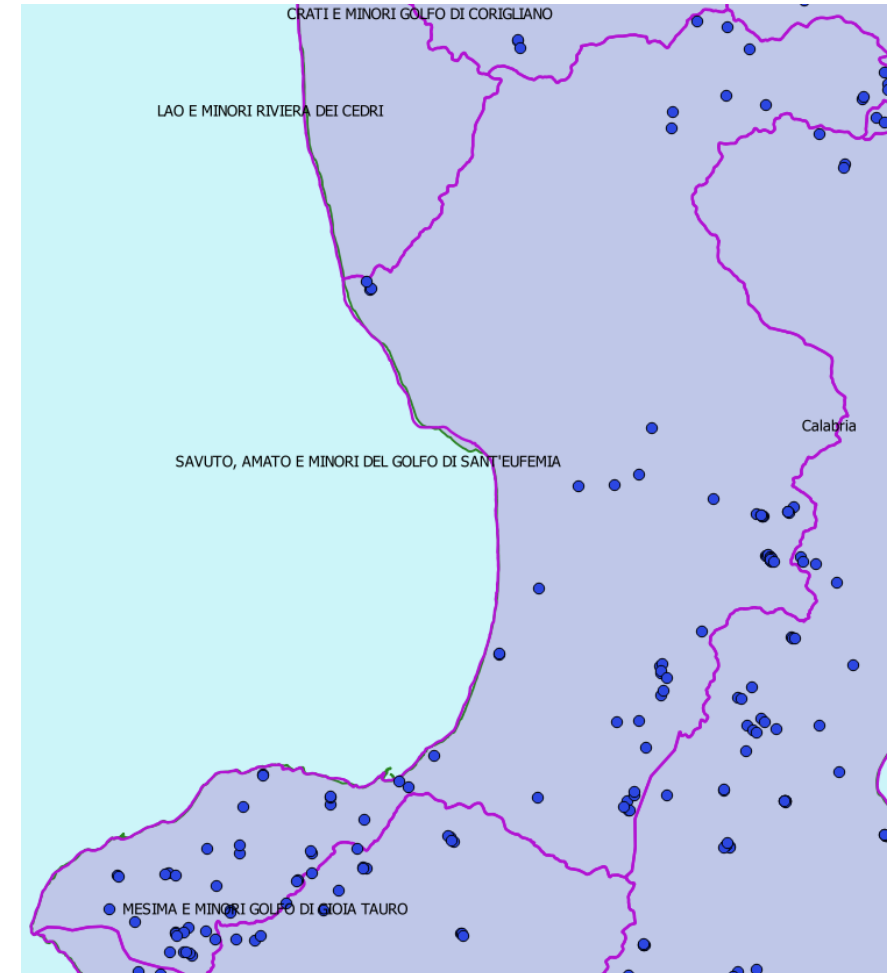 CRATI E MINORI GOLFO DI CORIGLIANO
LAO E MINORI RIVIERA DEI CEDRI
Calabria
SAVUTO, AMATO E MINORI DEL GOLFO DI SANT'EUFEMIA
MESIMA E MINORI GOLFO DI GIOIA TAURO